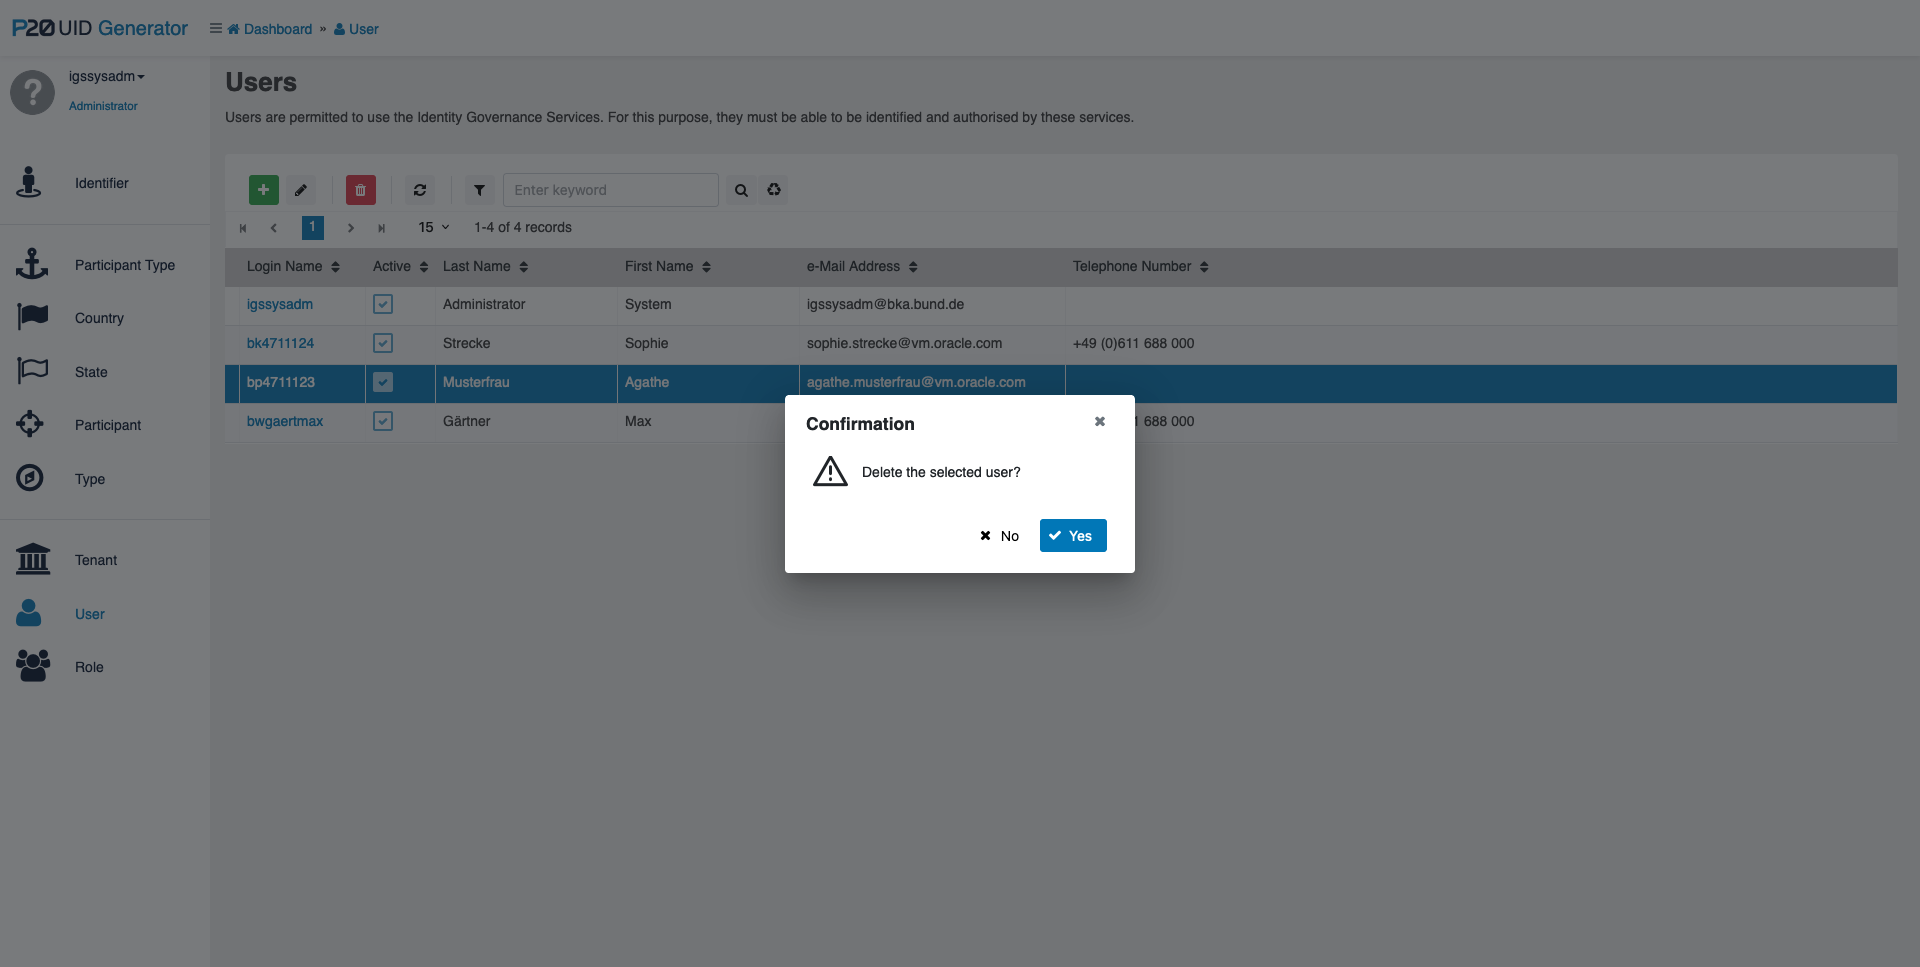 P20 UID Generator
Dashboard » User
igssysadm
Administrator
Identifier
Participant Type
Country
State
Participant
Type
Tenant
User
Role
Users
Users are permitted to use the Identity Governance Services. For this purpose, they must be able to be identified and authorised by these services.
Enter keyword
1 15 1-4 of 4 records
Login Name Active Last Name First Name e-Mail Address Telephone Number
igssysadm Administrator System igssysadm@bka.bund.de
bk4711124 Strecke Sophie sophie.strecke@vm.oracle.com +49 (0)611 688 000
bp4711123 Musterfrau Agathe agathe.musterfrau@vm.oracle.com
bwgaertmax Gärtner Max 1 688 000
Confirmation
Delete the selected user?
No Yes